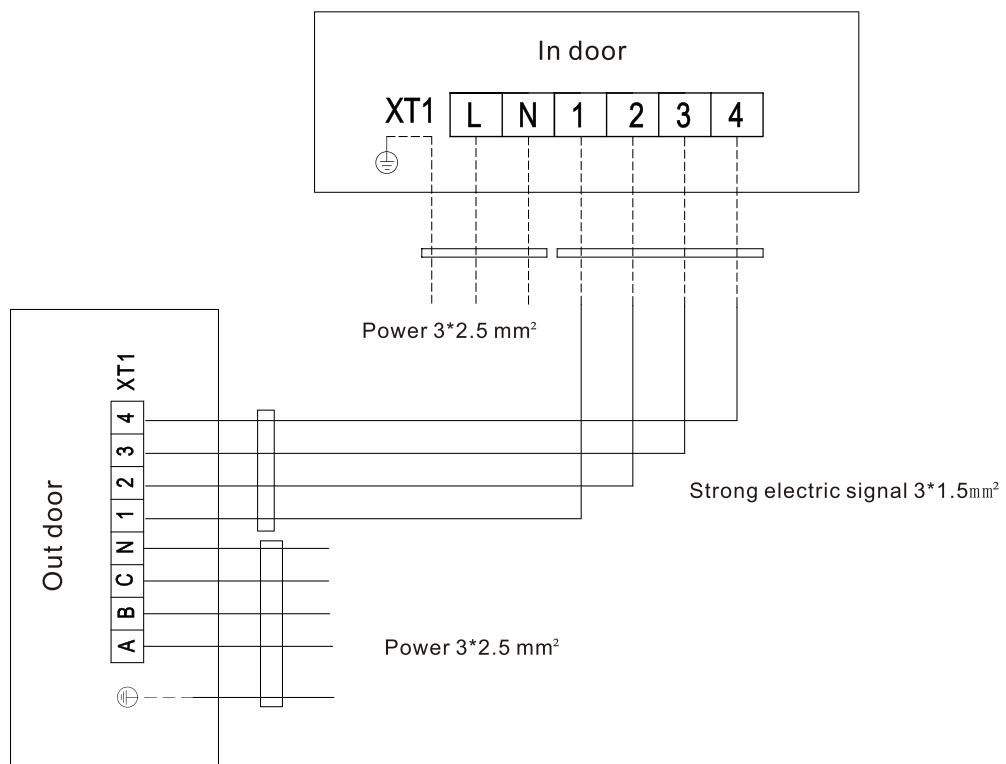 In door
XT1 L N 1 2 3 4
Power 3*2.5 mm²
XT1
4
3
2
1
N
C
B
A
Out door
Strong electric signal 3*1.5mm²
Power 3*2.5 mm²